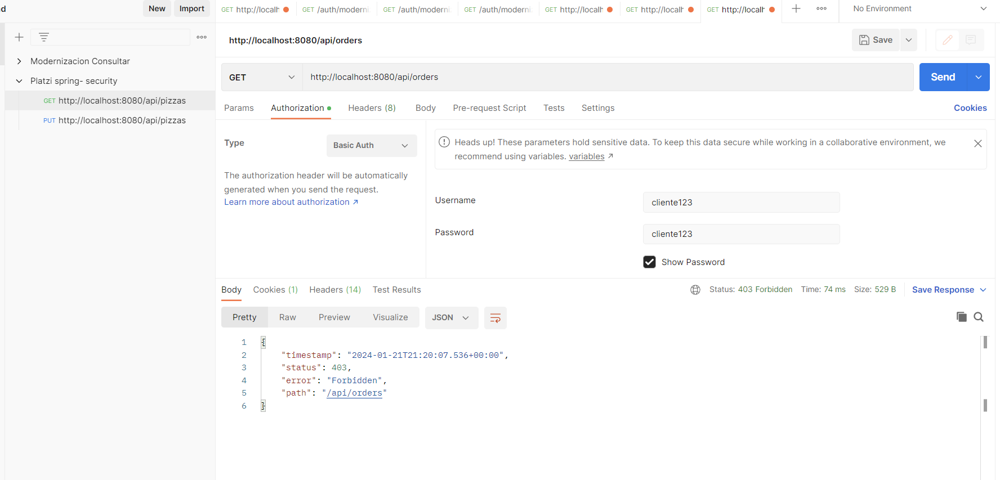 d
New
Import
GET http://localh
GET /auth/moderni
GET /auth/moderni
GET /auth/moderni
GET http://localh
GET http://localh
GET http://localh
No Environment
http://localhost:8080/api/orders
Save
Modernizacion Consultar
Platzi spring- security
GET http://localhost:8080/api/pizzas
PUT http://localhost:8080/api/pizzas
GET
http://localhost:8080/api/orders
Send
Params
Authorization
Headers (8)
Body
Pre-request Script
Tests
Settings
Cookies
Type
Basic Auth
The authorization header will be automatically
generated when you send the request.
Learn more about authorization ↗
Heads up! These parameters hold sensitive data. To keep this data secure while working in a collaborative environment, we
recommend using variables. variables ↗
Username
cliente123
Password
cliente123
Show Password
Body
Cookies (1)
Headers (14)
Test Results
Status: 403 Forbidden
Time: 74 ms
Size: 529 B
Save Response
Pretty
Raw
Preview
Visualize
JSON
1 {
2 "timestamp": "2024-01-21T21:20:07.536+00:00",
3 "status": 403,
4 "error": "Forbidden",
5 "path": "/api/orders"
6 }